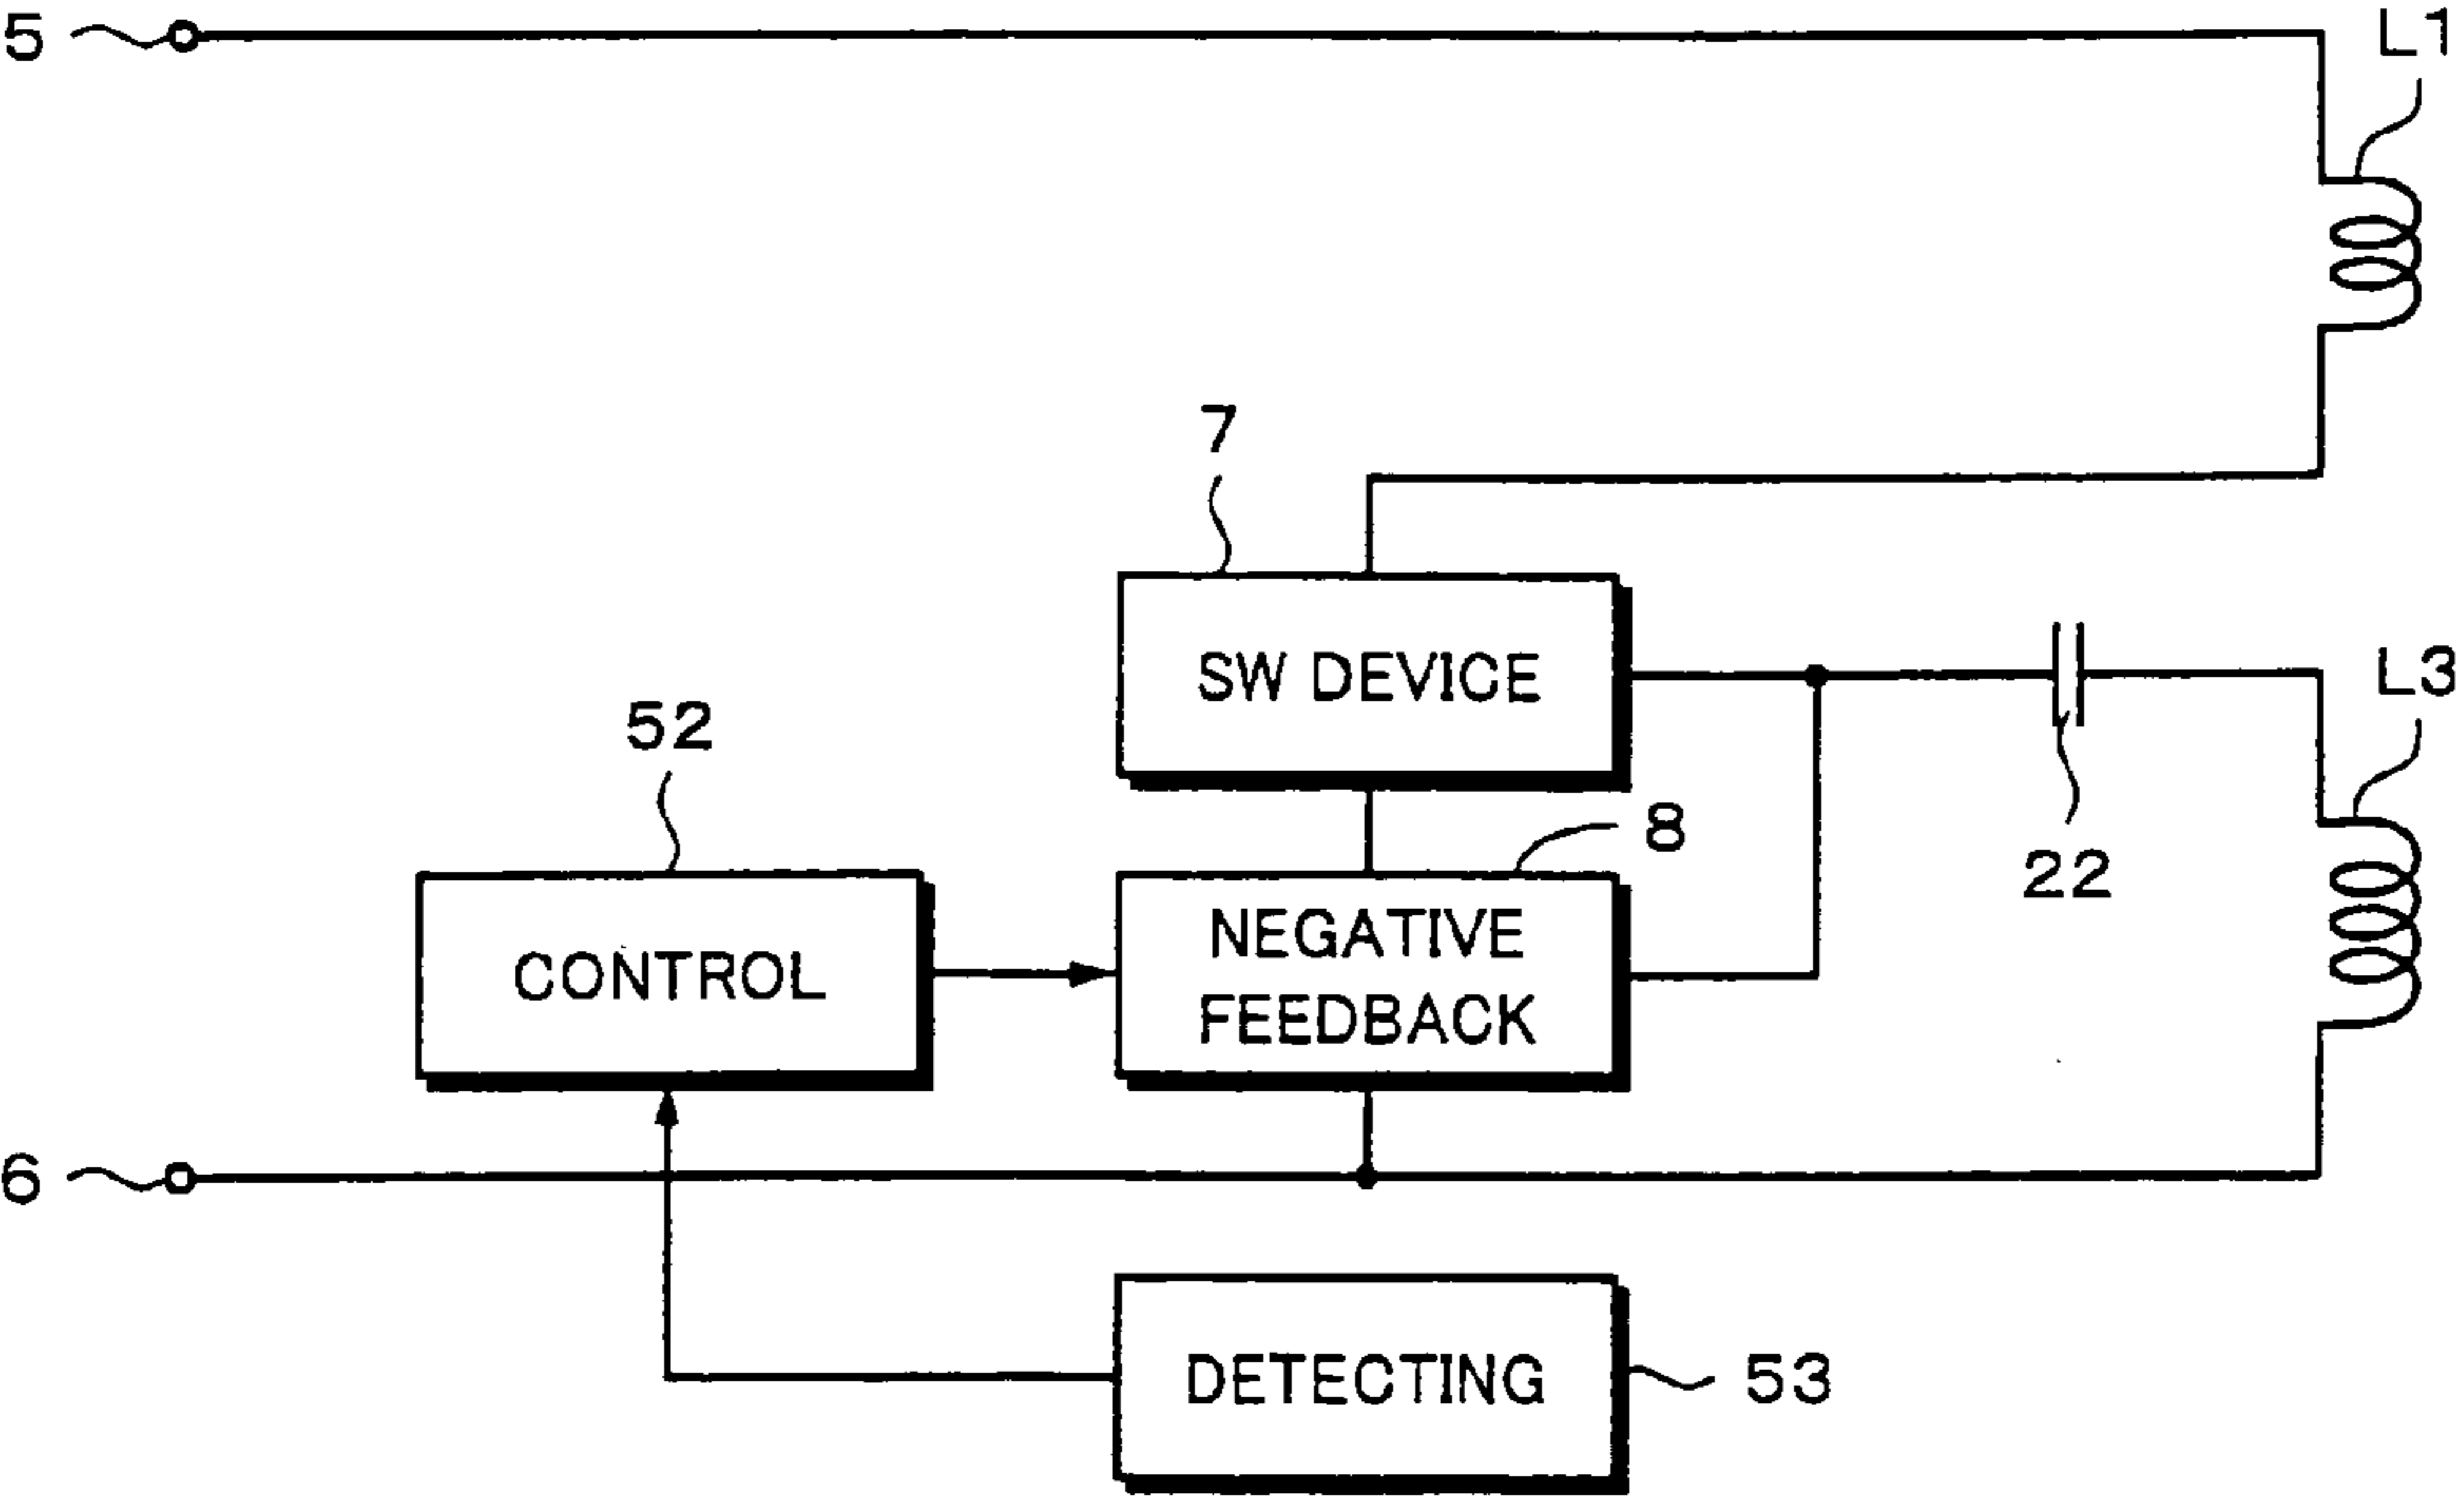 5
L1
7
SW DEVICE
L3
52
8
22
CONTROL
NEGATIVE
FEEDBACK
6
DETECTING
53